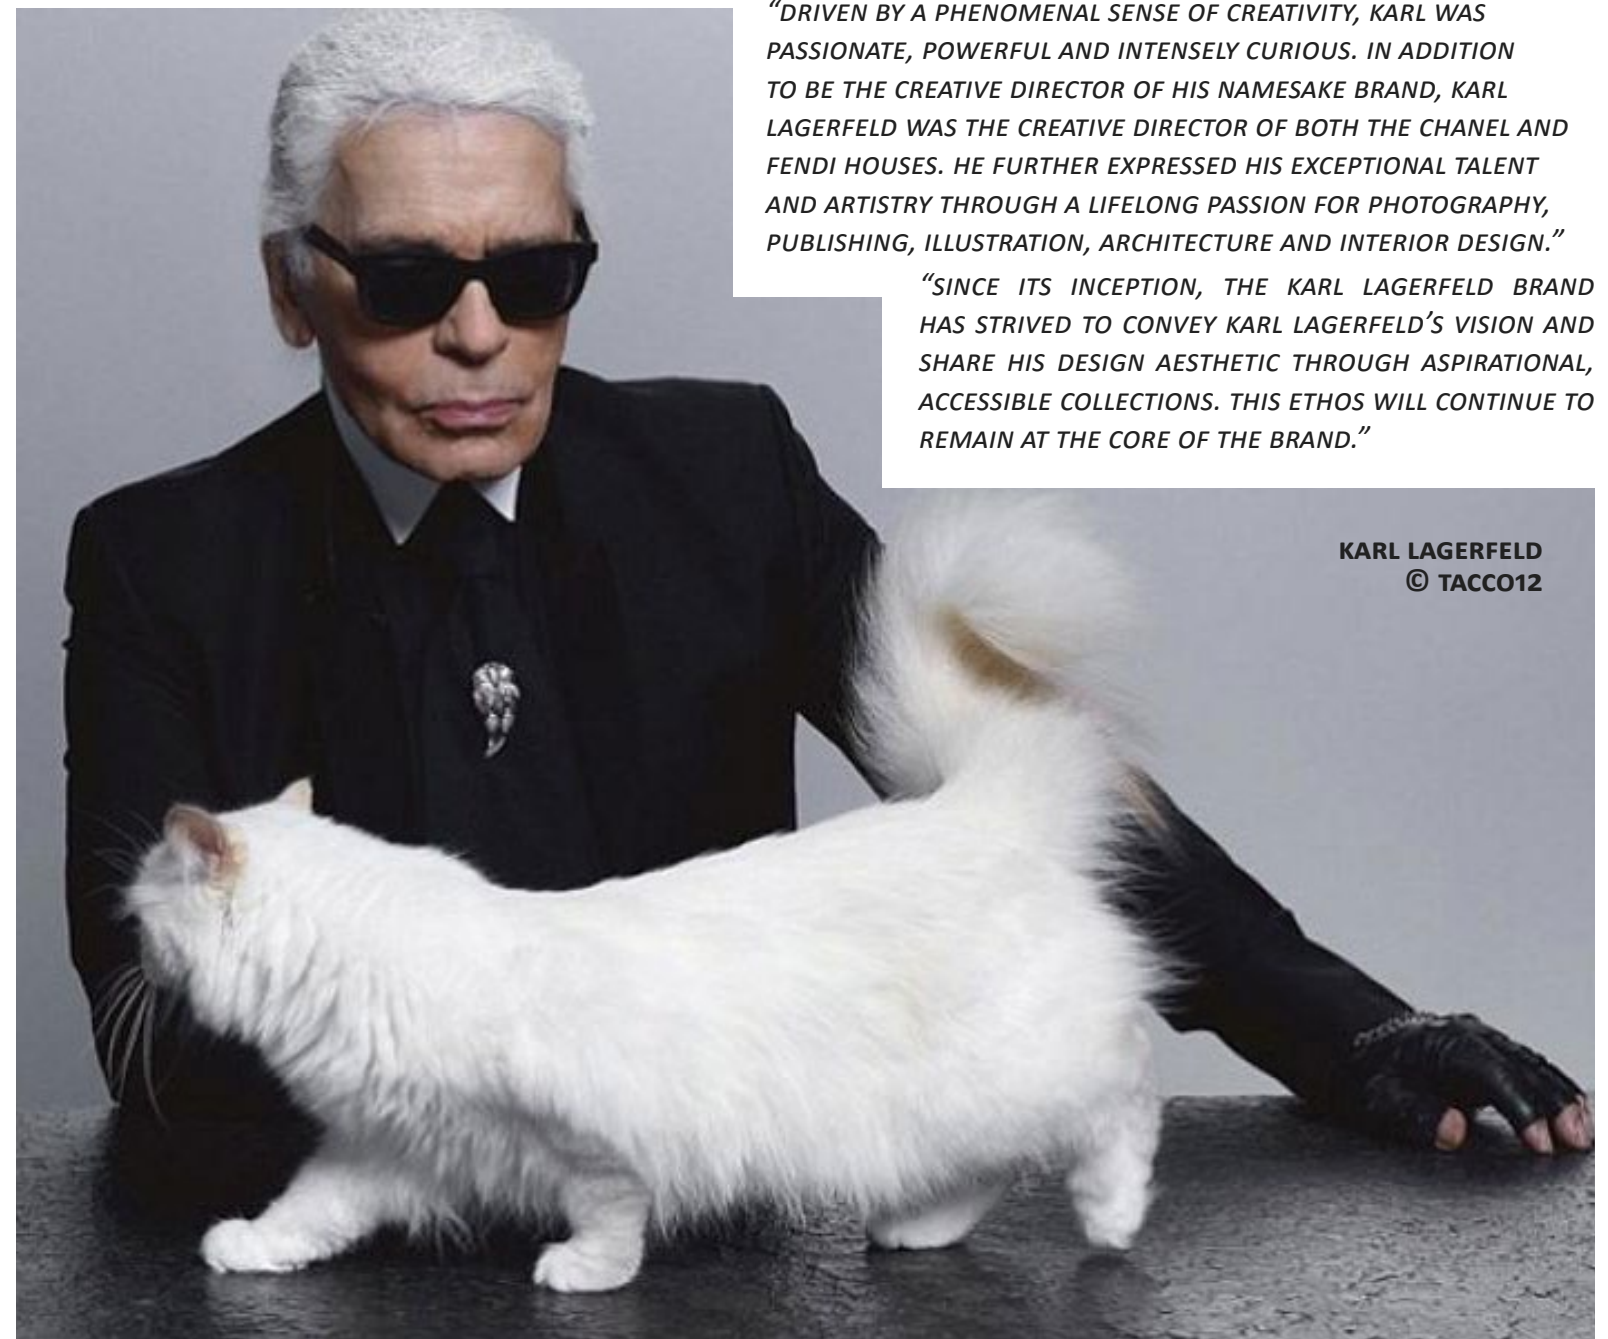 “DRIVEN BY A PHENOMENAL SENSE OF CREATIVITY, KARL WAS
PASSIONATE, POWERFUL AND INTENSELY CURIOUS. IN ADDITION
TO BE THE CREATIVE DIRECTOR OF HIS NAMESAKE BRAND, KARL
LAGERFELD WAS THE CREATIVE DIRECTOR OF BOTH THE CHANEL AND
FENDI HOUSES. HE FURTHER EXPRESSED HIS EXCEPTIONAL TALENT
AND ARTISTRY THROUGH A LIFELONG PASSION FOR PHOTOGRAPHY,
PUBLISHING, ILLUSTRATION, ARCHITECTURE AND INTERIOR DESIGN.”
“SINCE ITS INCEPTION, THE KARL LAGERFELD BRAND
HAS STRIVED TO CONVEY KARL LAGERFELD’S VISION AND
SHARE HIS DESIGN AESTHETIC THROUGH ASPIRATIONAL,
ACCESSIBLE COLLECTIONS. THIS ETHOS WILL CONTINUE TO
REMAIN AT THE CORE OF THE BRAND.”
KARL LAGERFELD
© TACCO12